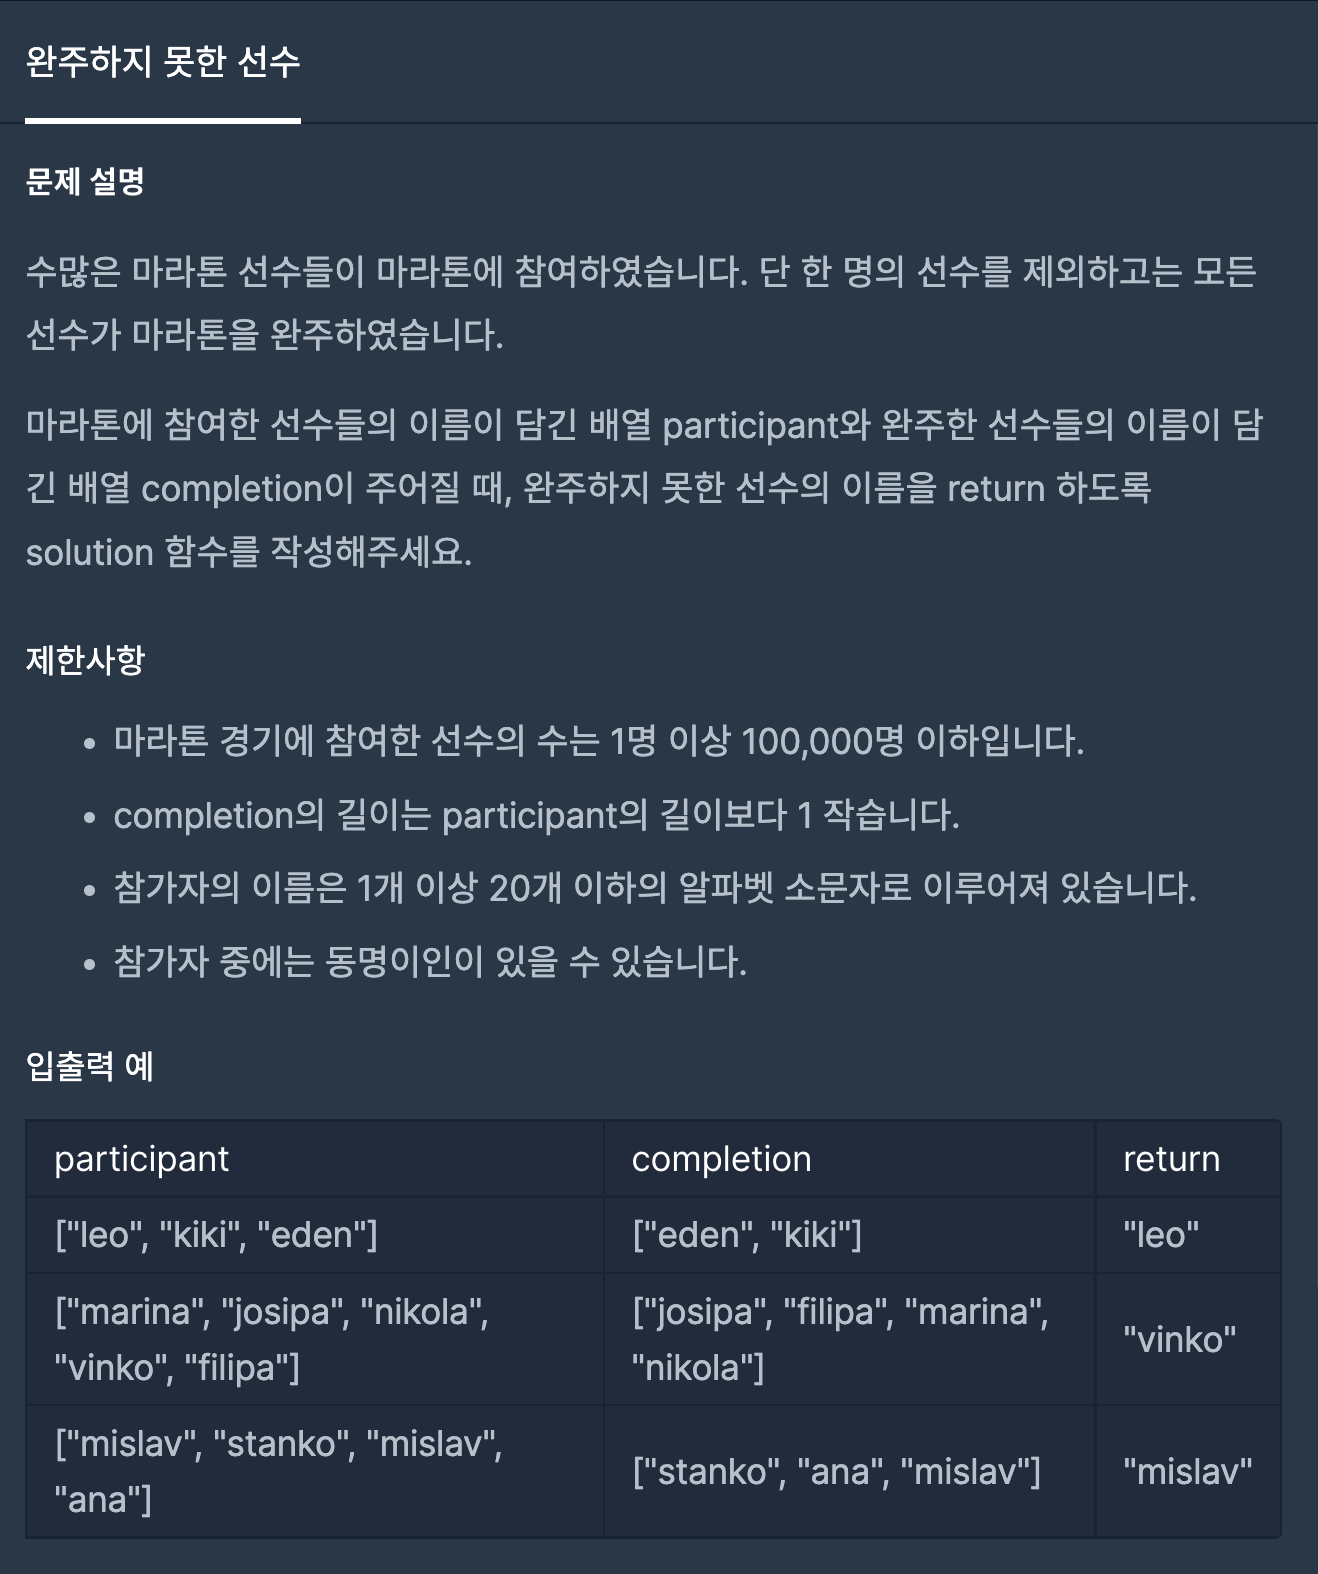 완주하지 못한 선수
문제 설명
수많은 마라톤 선수들이 마라톤에 참여하였습니다. 단 한 명의 선수를 제외하고는 모든
선수가 마라톤을 완주하였습니다.
마라톤에 참여한 선수들의 이름이 담긴 배열 participant와 완주한 선수들의 이름이 담
긴 배열 completion이 주어질 때, 완주하지 못한 선수의 이름을 return 하도록
solution 함수를 작성해주세요.
제한사항
• 마라톤 경기에 참여한 선수의 수는 1명 이상 100,000명 이하입니다.
• completion의 길이는 participant의 길이보다 1 작습니다.
• 참가자의 이름은 1개 이상 20개 이하의 알파벳 소문자로 이루어져 있습니다.
• 참가자 중에는 동명이인이 있을 수 있습니다.
입출력 예
participant completion return
["leo", "kiki", "eden"] ["eden", "kiki"] "leo"
["marina", "josipa", "nikola",
"vinko", "filipa"]
["josipa", "filipa", "marina",
"nikola"]
"vinko"
["mislav", "stanko", "mislav",
"ana"]
["stanko", "ana", "mislav"]
"mislav"